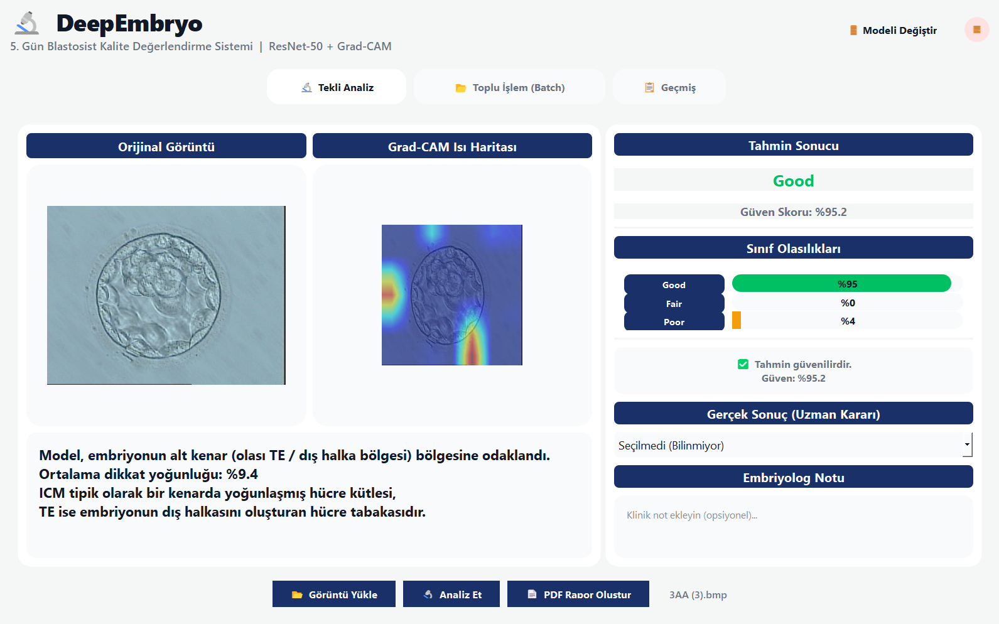 DeepEmbryo
5. Gün Blastosist Kalite Değerlendirme Sistemi | ResNet-50 + Grad-CAM
Modeli Değiştir
Tekli Analiz
Toplu İşlem (Batch)
Geçmiş
Orijinal Görüntü
Grad-CAM Isı Haritası
Model, embriyonun alt kenar (olası TE / dış halka bölgesi) bölgesine odaklandı.
Ortalama dikkat yoğunluğu: %9.4
ICM tipik olarak bir kenarda yoğunlaşmış hücre kütlesi,
TE ise embriyonun dış halkasını oluşturan hücre tabakasıdır.
Tahmin Sonucu
Good
Güven Skoru: %95.2
Sınıf Olasılıkları
Good %95
Fair %0
Poor %4
Tahmin güvenilirdir.
Güven: %95.2
Gerçek Sonuç (Uzman Kararı)
Seçilmedi (Bilinmiyor)
Embriyolog Notu
Klinik not ekleyin (opsiyonel)...
Görüntü Yükle
Analiz Et
PDF Rapor Oluştur
3AA (3).bmp